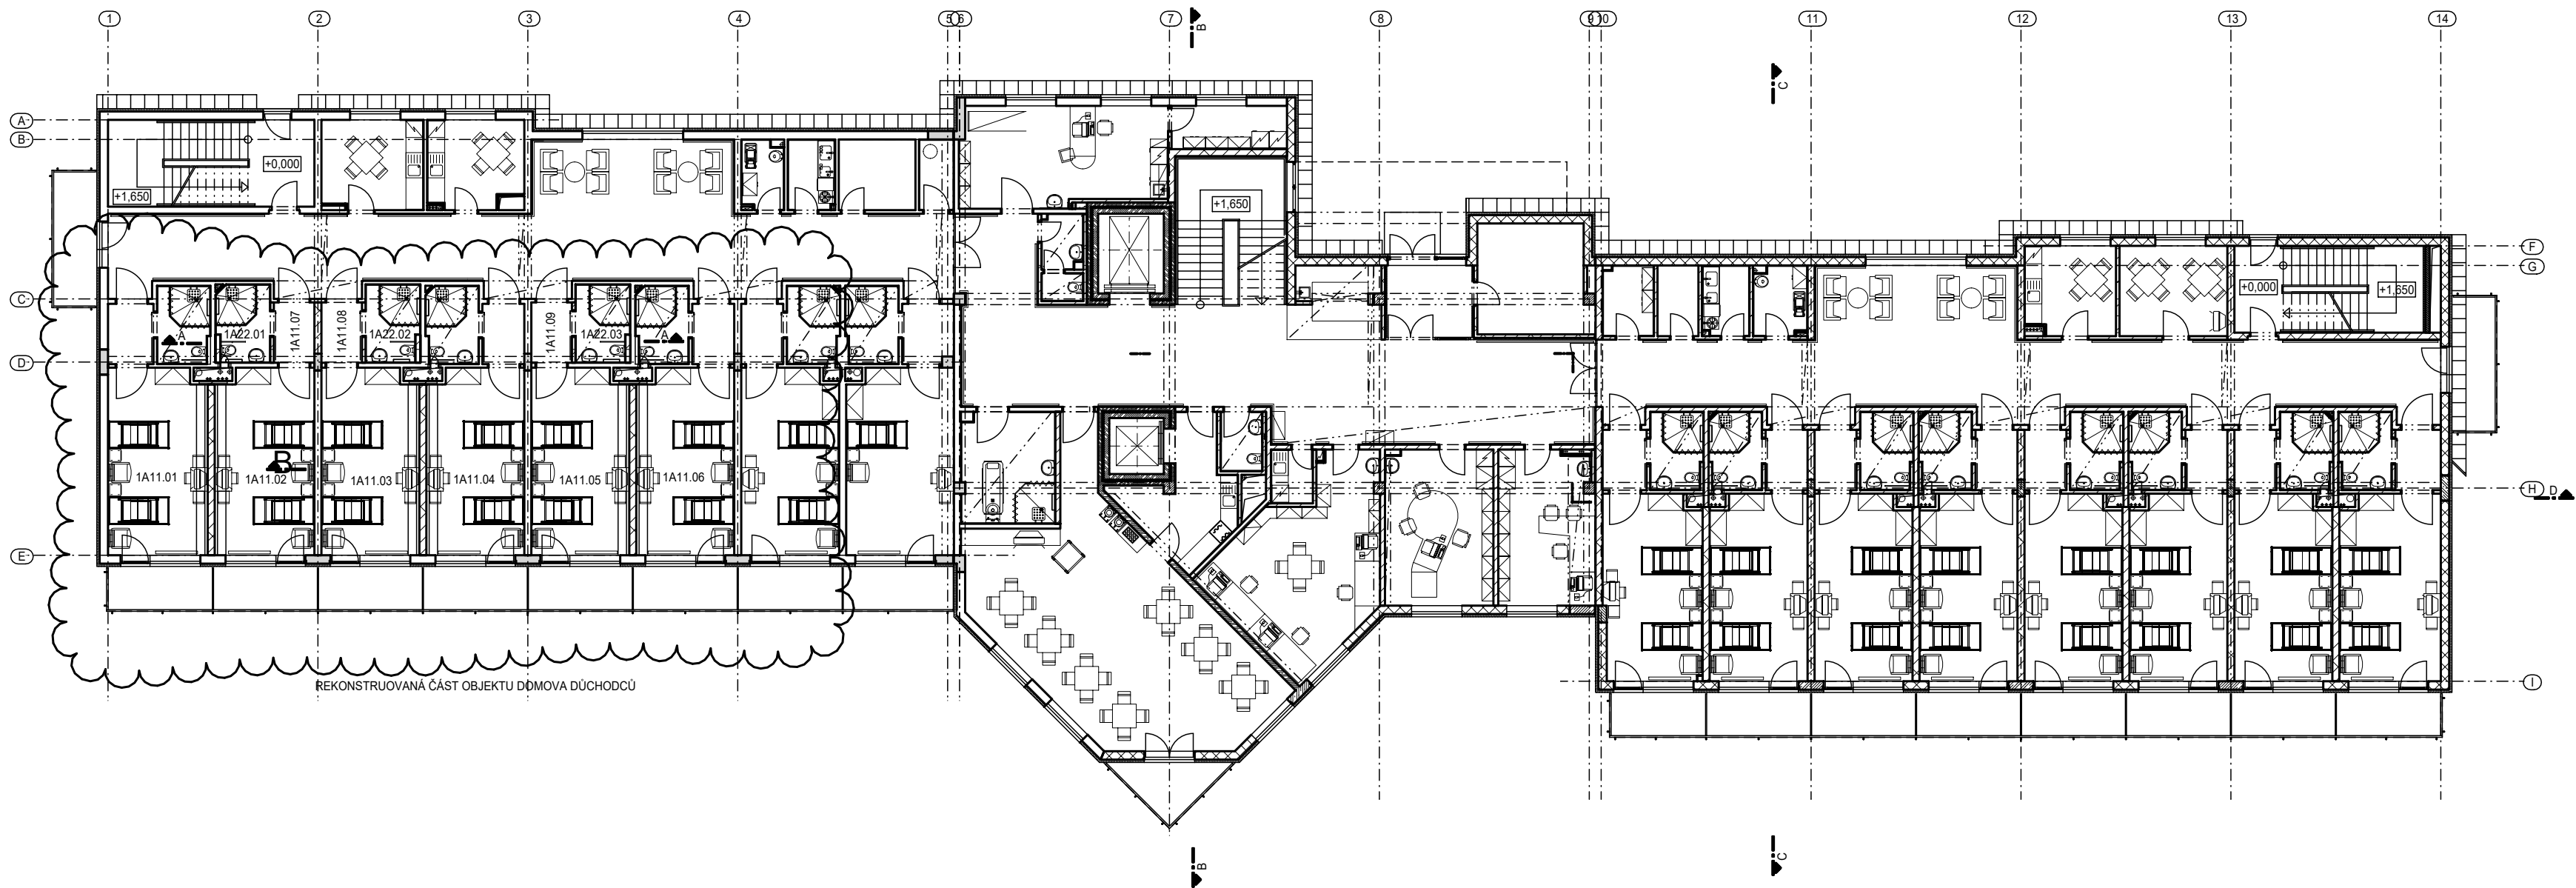 1
2
3
4
5
6
7
8
9
10
11
12
13
14
B
C
A
B
F
G
+0,000
+1,650
+1,650
+0,000
+1,650
C
D
1A22.01
1A11.07
1A11.08
1A22.02
1A11.09
1A22.03
A
A
B
1A11.01
1A11.02
1A11.03
1A11.04
1A11.05
1A11.06
H
D
E
I
REKONSTRUOVANÁ ČÁST OBJEKTU DOMOVA DŮCHODCŮ
B
C